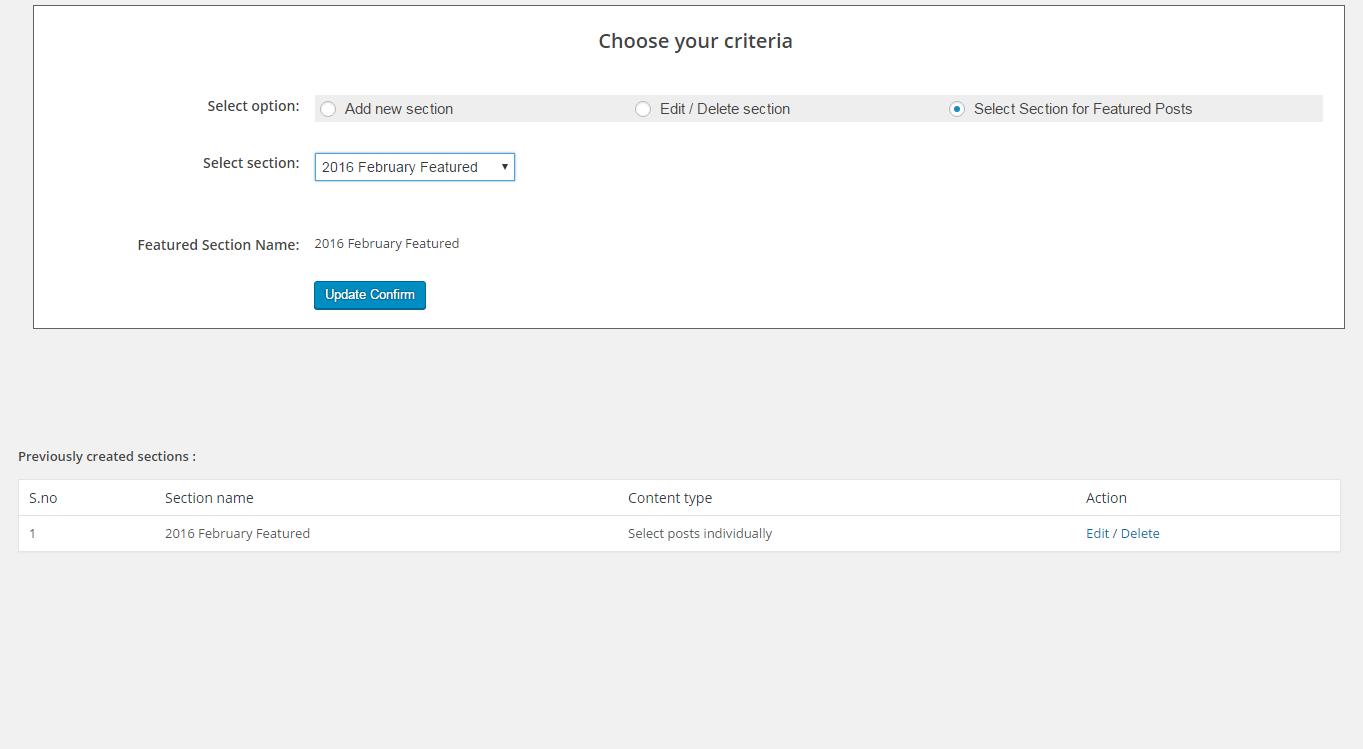 Choose your criteria
Select option: Add new section Edit / Delete section Select Section for Featured Posts
Select section: 2016 February Featured
Featured Section Name: 2016 February Featured
Update Confirm
Previously created sections :
S.no Section name Content type Action
1 2016 February Featured Select posts individually Edit / Delete